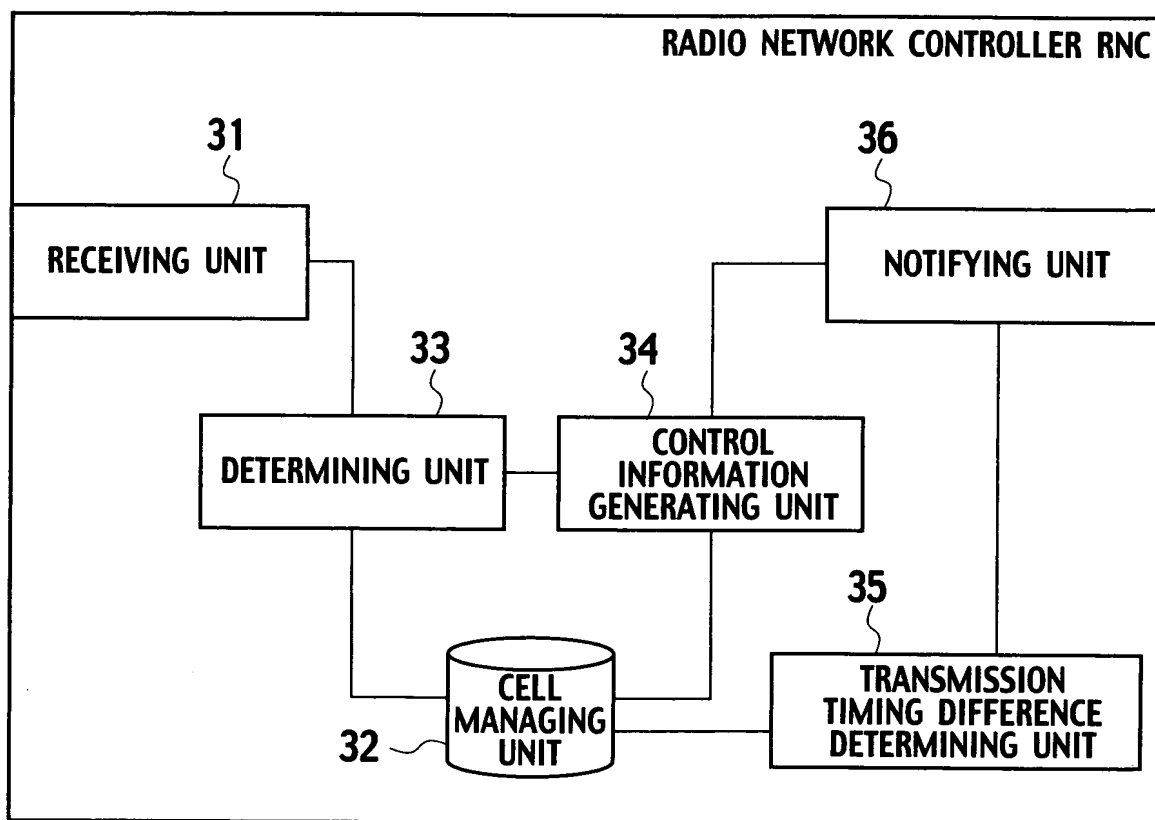 RADIO NETWORK CONTROLLER RNC
31
36
RECEIVING UNIT
NOTIFYING UNIT
33
34
DETERMINING UNIT
CONTROL
INFORMATION
GENERATING UNIT
35
CELL
MANAGING
UNIT
32
TRANSMISSION
TIMING DIFFERENCE
DETERMINING UNIT